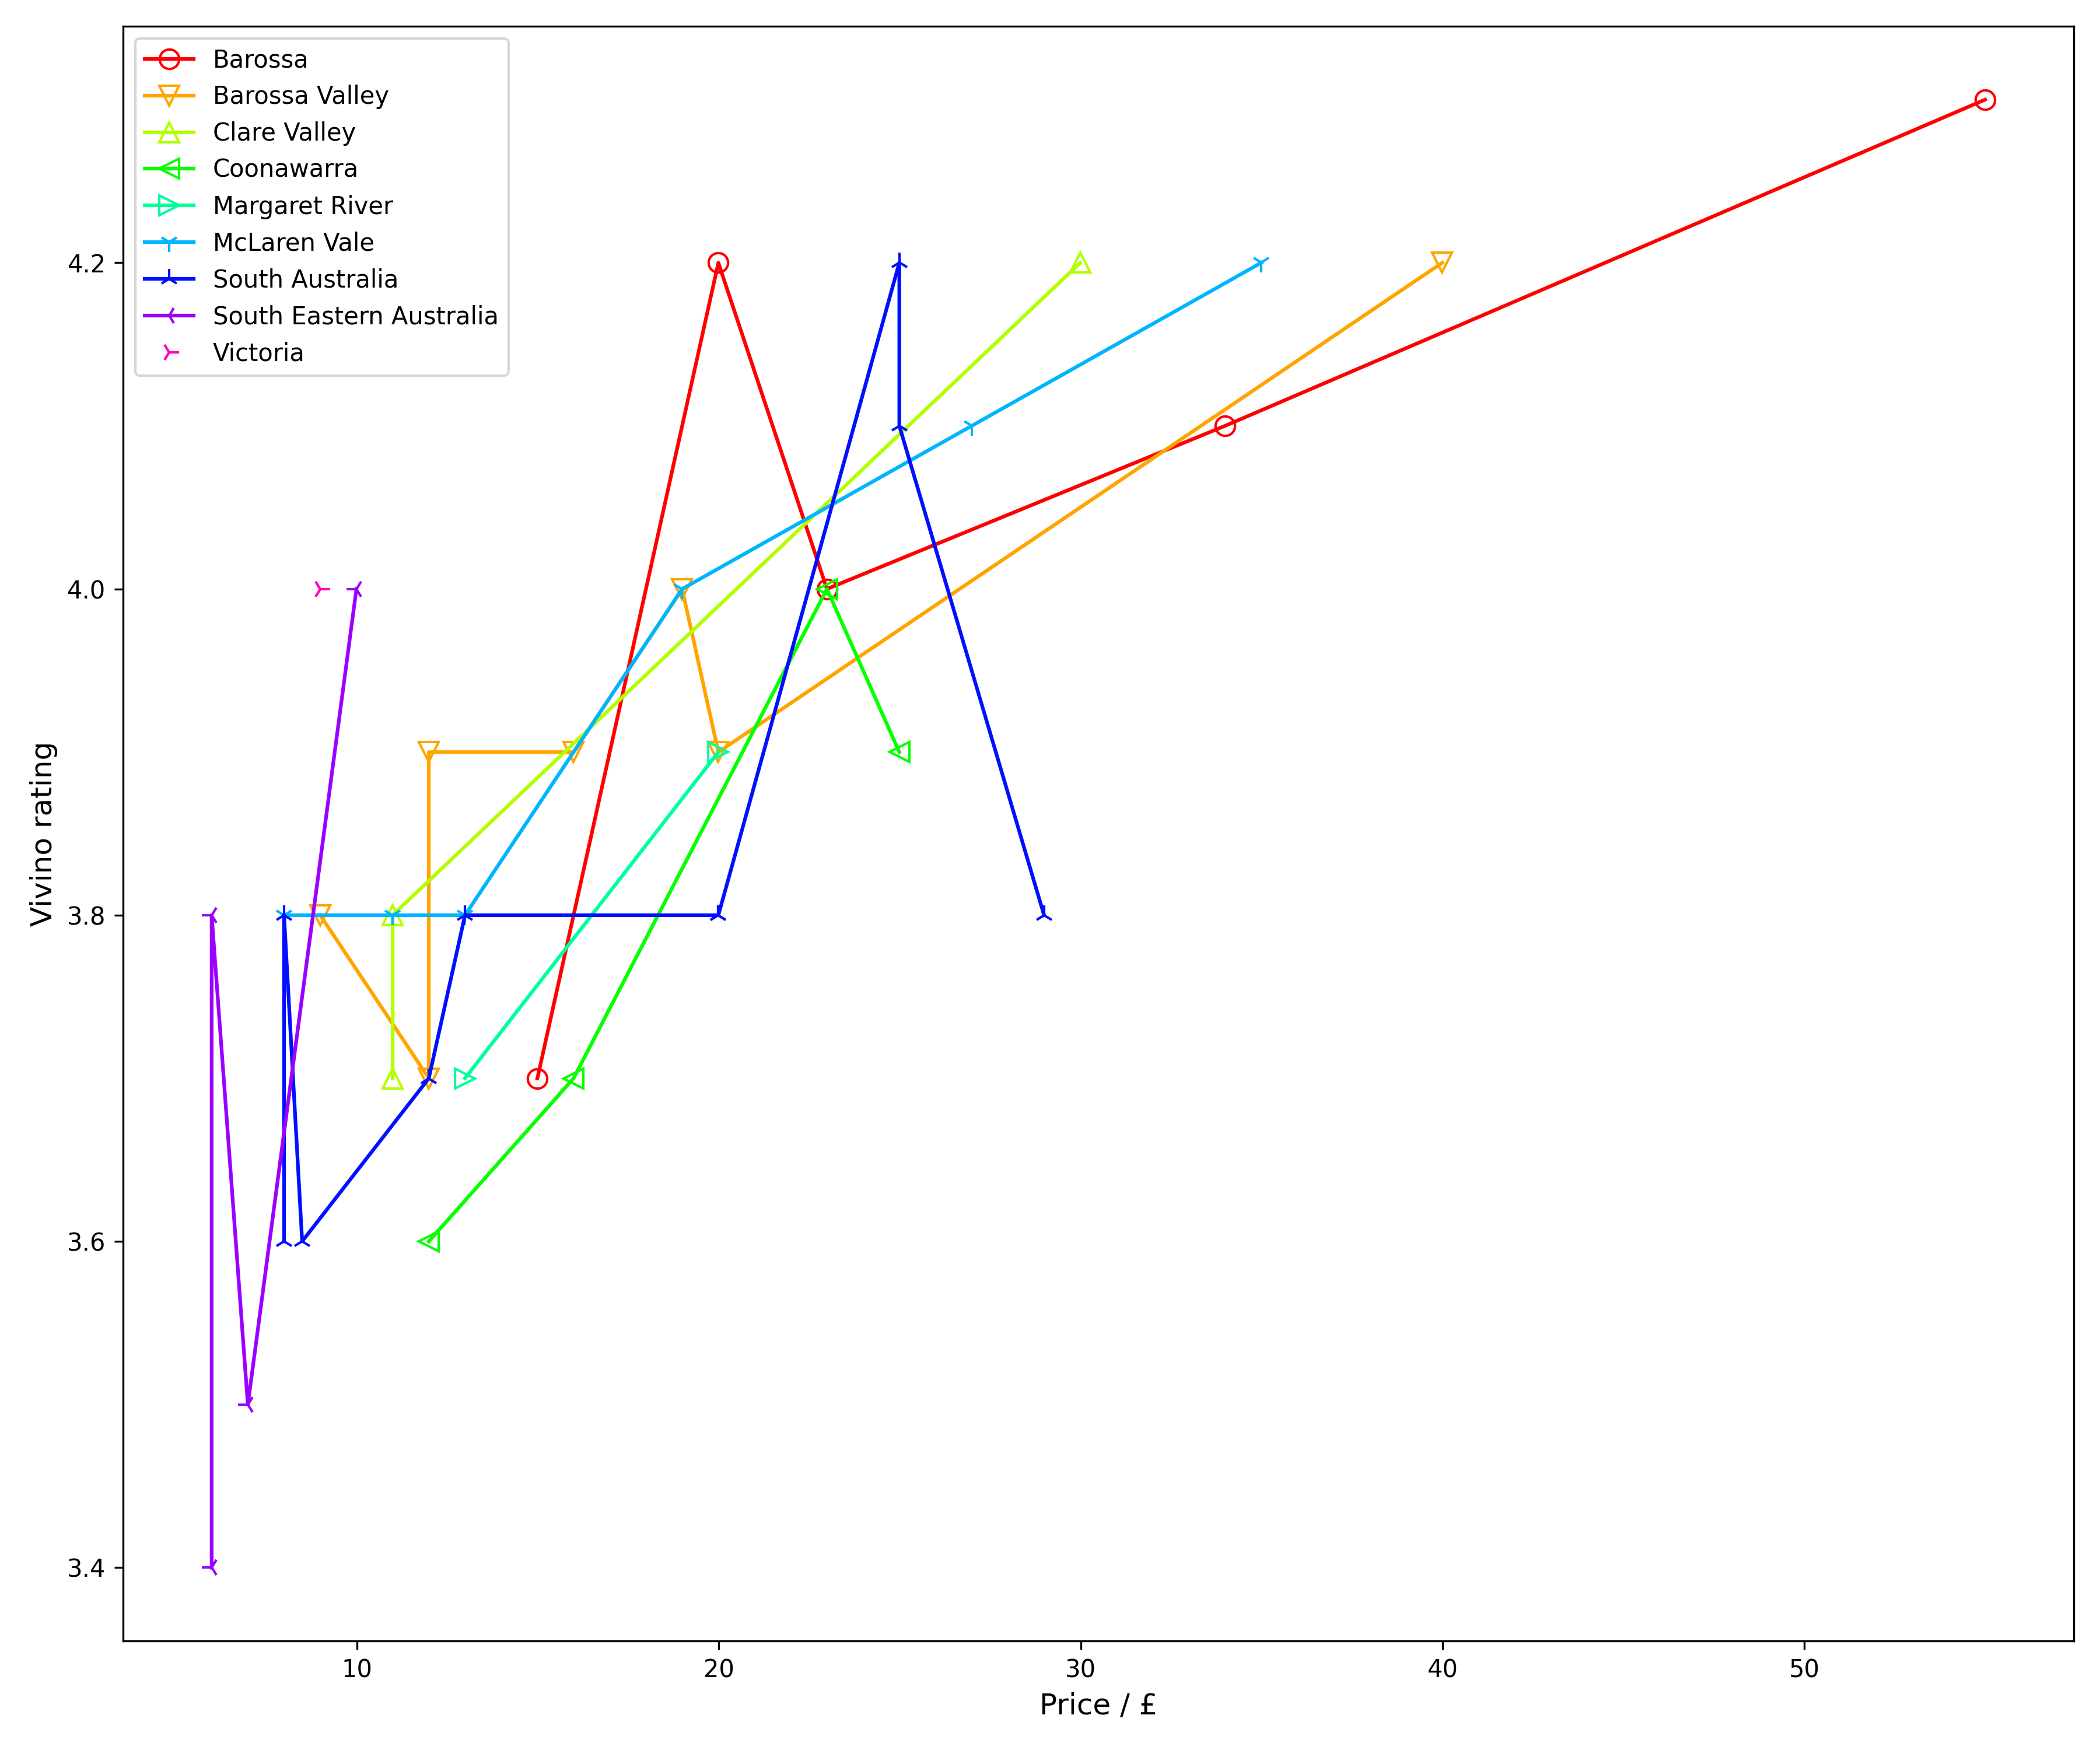 Barossa
Barossa Valley
Clare Valley
Coonawarra
Margaret River
McLaren Vale
South Australia
South Eastern Australia
Victoria
4.2
4.0
3.8
3.6
3.4
Vivino rating
10 20 30 40 50
Price / £